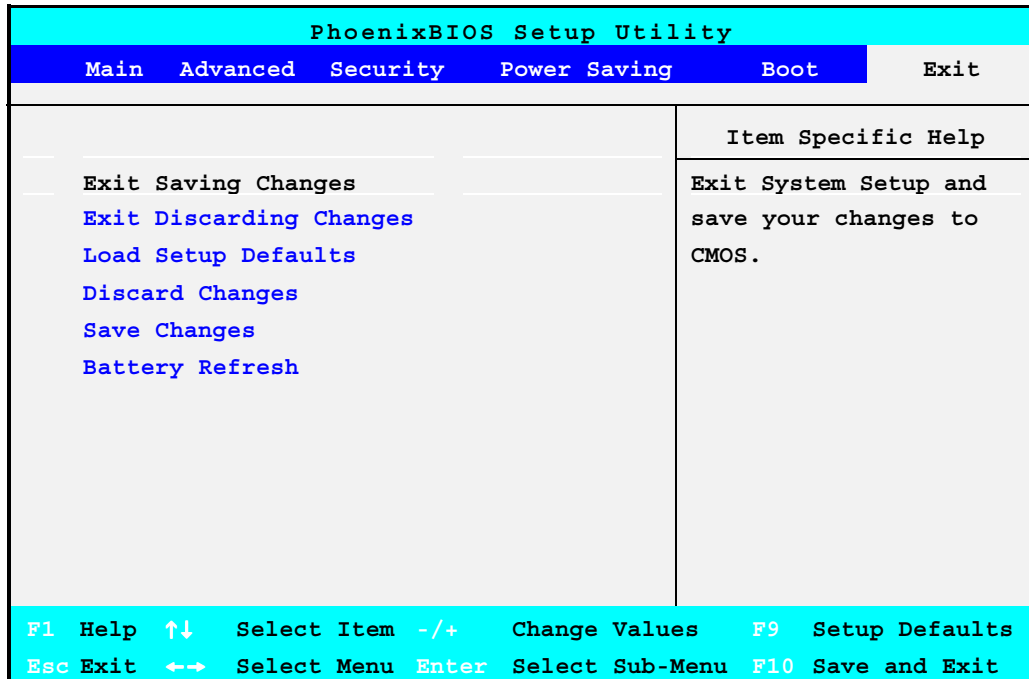 PhoenixBIOS Setup Utility
Main Advanced Security Power Saving Boot Exit
Item Specific Help
Exit Saving Changes
Exit Discarding Changes
Load Setup Defaults
Discard Changes
Save Changes
Battery Refresh
Exit System Setup and
save your changes to
CMOS.
F1 Help ↑↓ Select Item -/+ Change Values F9 Setup Defaults
Esc Exit ←→ Select Menu Enter Select Sub-Menu F10 Save and Exit